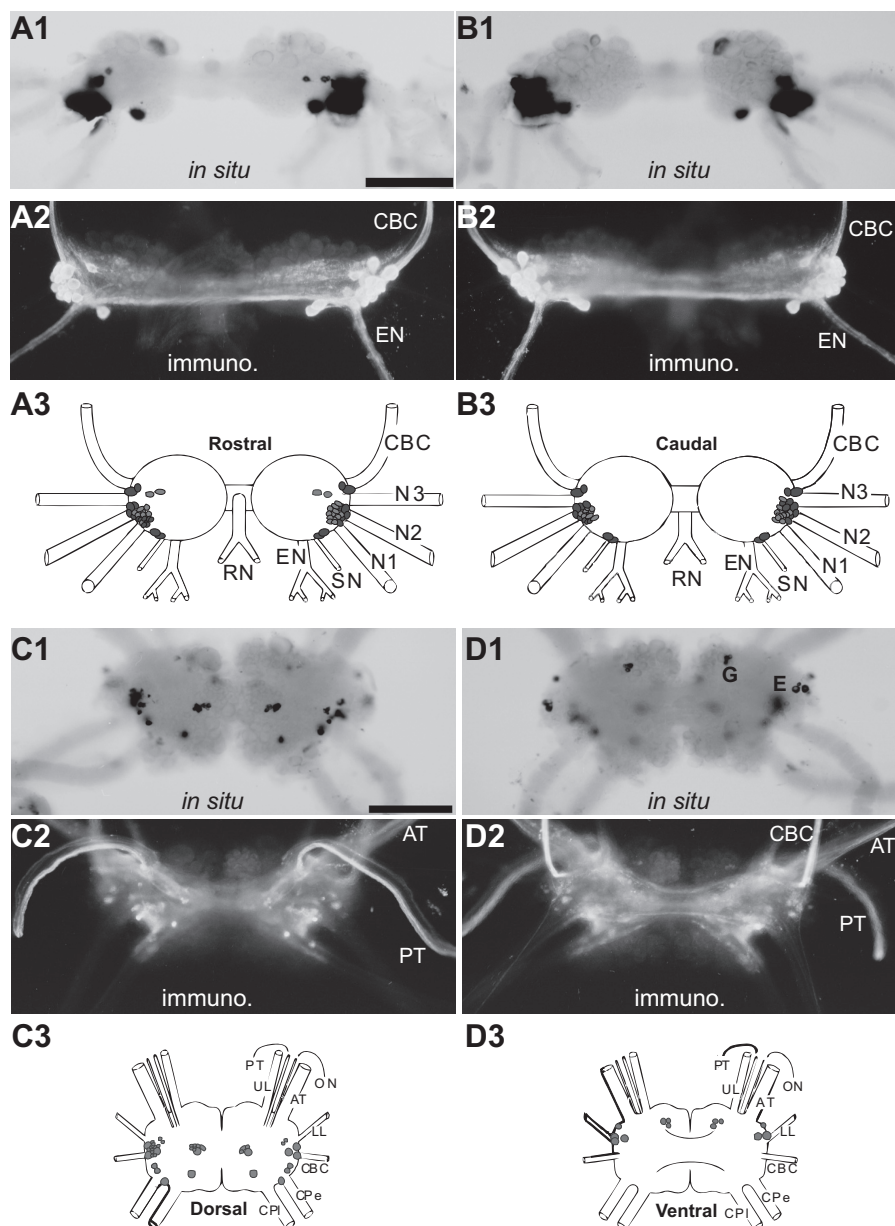 A1
B1
in situ
in situ
A2
CBC
B2
CBC
EN
EN
immuno.
immuno.
A3
B3
Rostral
CBC
Caudal
CBC
N3
N3
N2
N2
EN
N1
EN
N1
RN
SN
RN
SN
C1
D1
G
E
in situ
in situ
C2
AT
D2
CBC
AT
PT
PT
immuno.
immuno.
C3
D3
PT
ON
PT
ON
UL
UL
AT
AT
LL
LL
CBC
CBC
CPe
CPe
Dorsal
CPl
Ventral
CPl